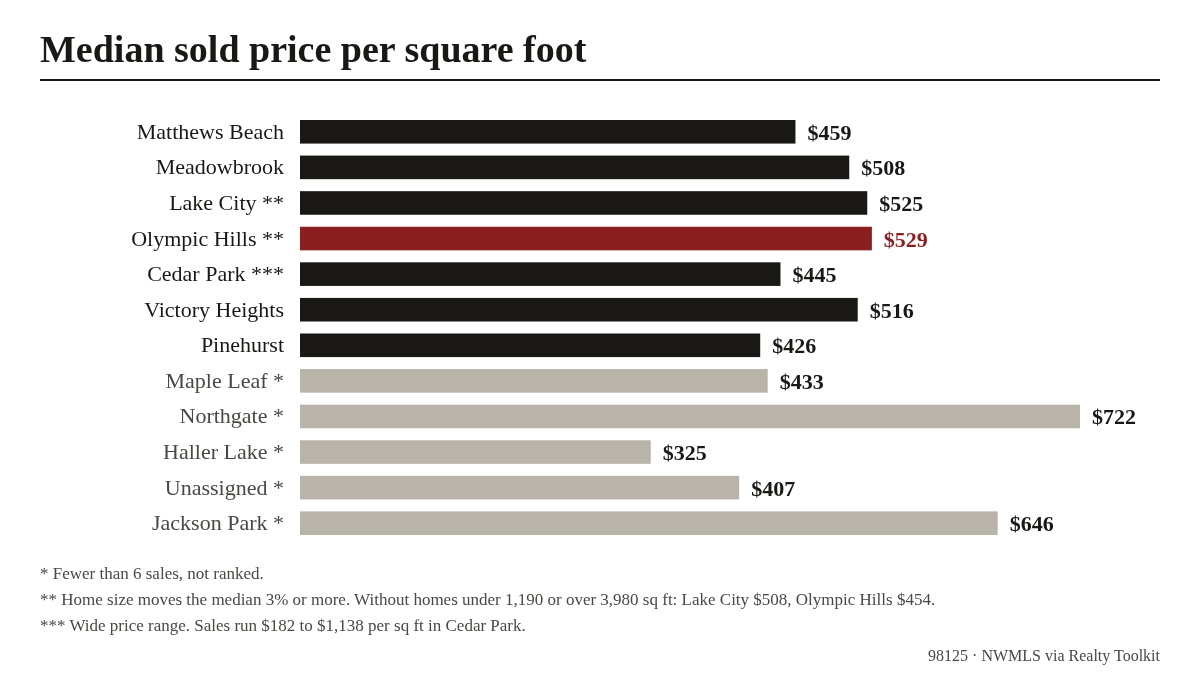 Median sold price per square foot
Matthews Beach $459
Meadowbrook $508
Lake City ** $525
Olympic Hills ** $529
Cedar Park *** $445
Victory Heights $516
Pinehurst $426
Maple Leaf * $433
Northgate * $722
Haller Lake * $325
Unassigned * $407
Jackson Park * $646
* Fewer than 6 sales, not ranked.
** Home size moves the median 3% or more. Without homes under 1,190 or over 3,980 sq ft: Lake City $508, Olympic Hills $454.
*** Wide price range. Sales run $182 to $1,138 per sq ft in Cedar Park.
98125 · NWMLS via Realty Toolkit